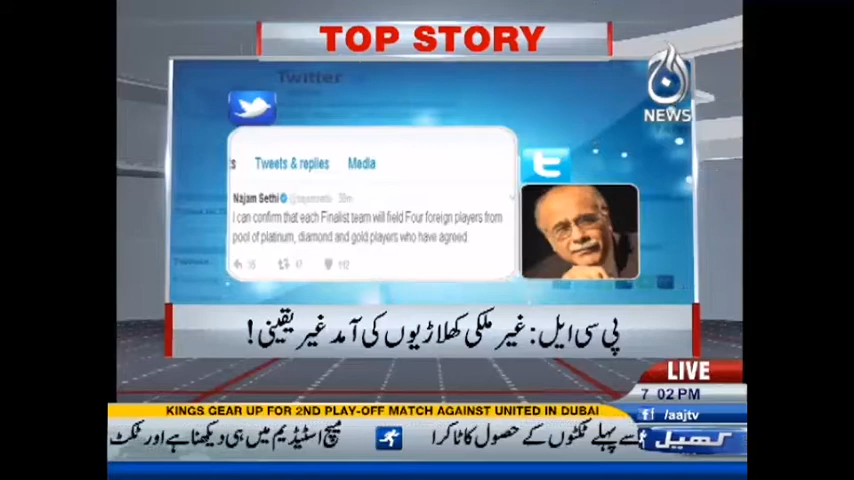 TOP STORY
NEWS
Twitter
s Tweets & replies Media
Najam Sethi
I can confirm that each Finalist team will field Four foreign players from
pool of platinum, diamond and gold players who have agreed.
پی سی ایل: غیر ملکی کھلاڑیوں کی آمد غیر یقینی!
LIVE
7 02 PM
/aajtv
KINGS GEAR UP FOR 2ND PLAY-OFF MATCH AGAINST UNITED IN DUBAI
سے پہلے ٹکٹوں کے حصول کا ٹاکرا
میچ اسٹیڈیم میں ہی دیکھنا ہے اور ٹکٹ
کھیل